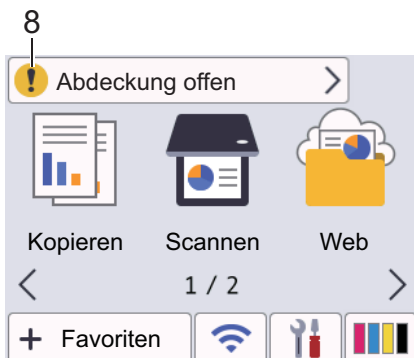 8
Abdeckung offen
Kopieren Scannen Web
1 / 2
+ Favoriten